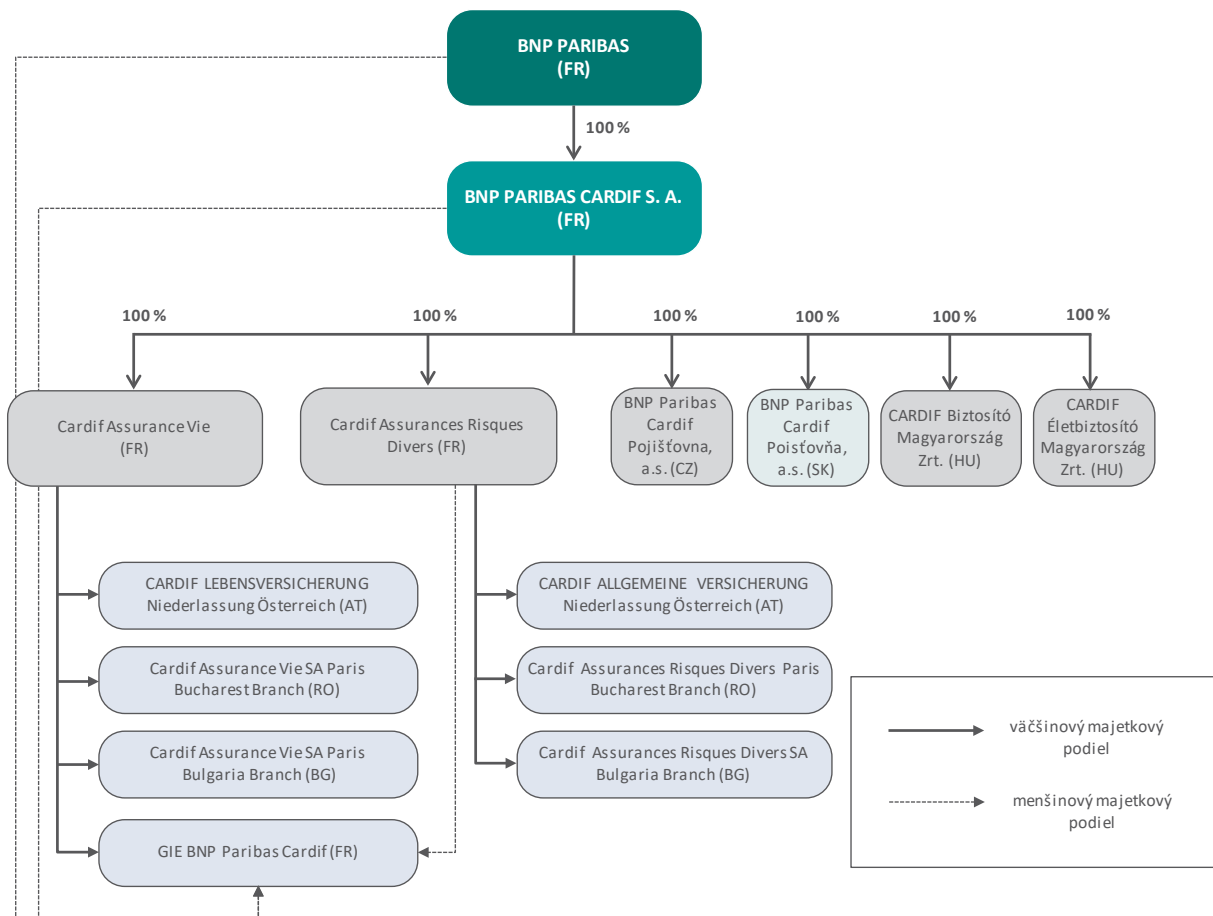 BNP PARIBAS
(FR)
100 %
BNP PARIBAS CARDIF S. A.
(FR)
100 %
100 %
100 %
100 %
100 %
100 %
Cardif Assurance Vie
(FR)
Cardif Assurances Risques
Divers (FR)
BNP Paribas
Cardif
Pojišťovna,
a.s. (CZ)
BNP Paribas
Cardif
Poisťovňa,
a.s. (SK)
CARDIF Biztosító
Magyarország
Zrt. (HU)
CARDIF
Életbiztosító
Magyarország
Zrt. (HU)
CARDIF LEBENSVERSICHERUNG
Niederlassung Österreich (AT)
CARDIF ALLGEMEINE VERSICHERUNG
Niederlassung Österreich (AT)
Cardif Assurance Vie SA Paris
Bucharest Branch (RO)
Cardif Assurances Risques Divers Paris
Bucharest Branch (RO)
Cardif Assurance Vie SA Paris
Bulgaria Branch (BG)
Cardif Assurances Risques Divers SA
Bulgaria Branch (BG)
GIE BNP Paribas Cardif (FR)
väčšinový majetkový
podiel
menšinový majetkový
podiel